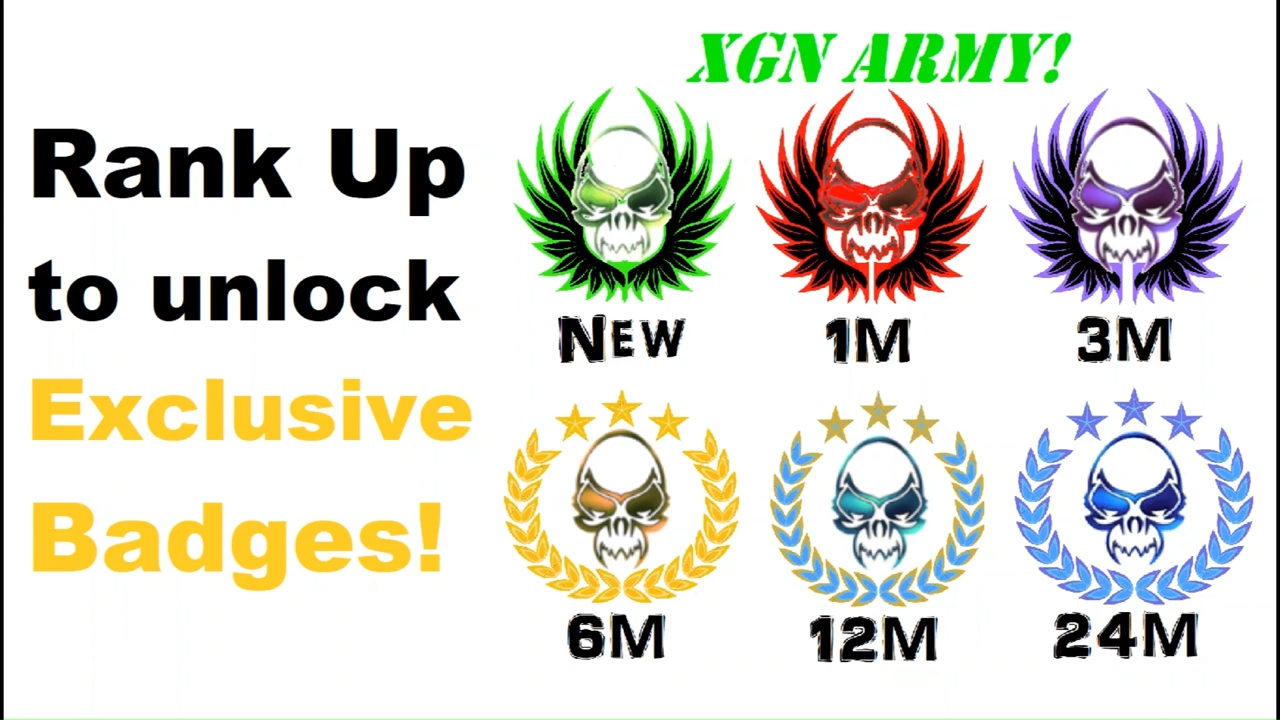 Rank Up
to unlock
Exclusive
Badges!
XGN ARMY!
NEW
1M
3M
6M
12M
24M